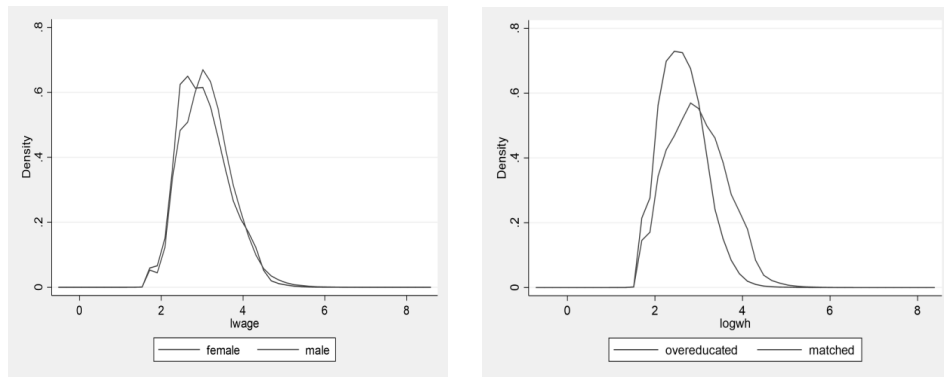 .8
.6
.4
.2
0
Density
0 2 4 6 8
lwage
female male
.8
.6
.4
.2
0
Density
0 2 4 6 8
logwh
overeducated matched